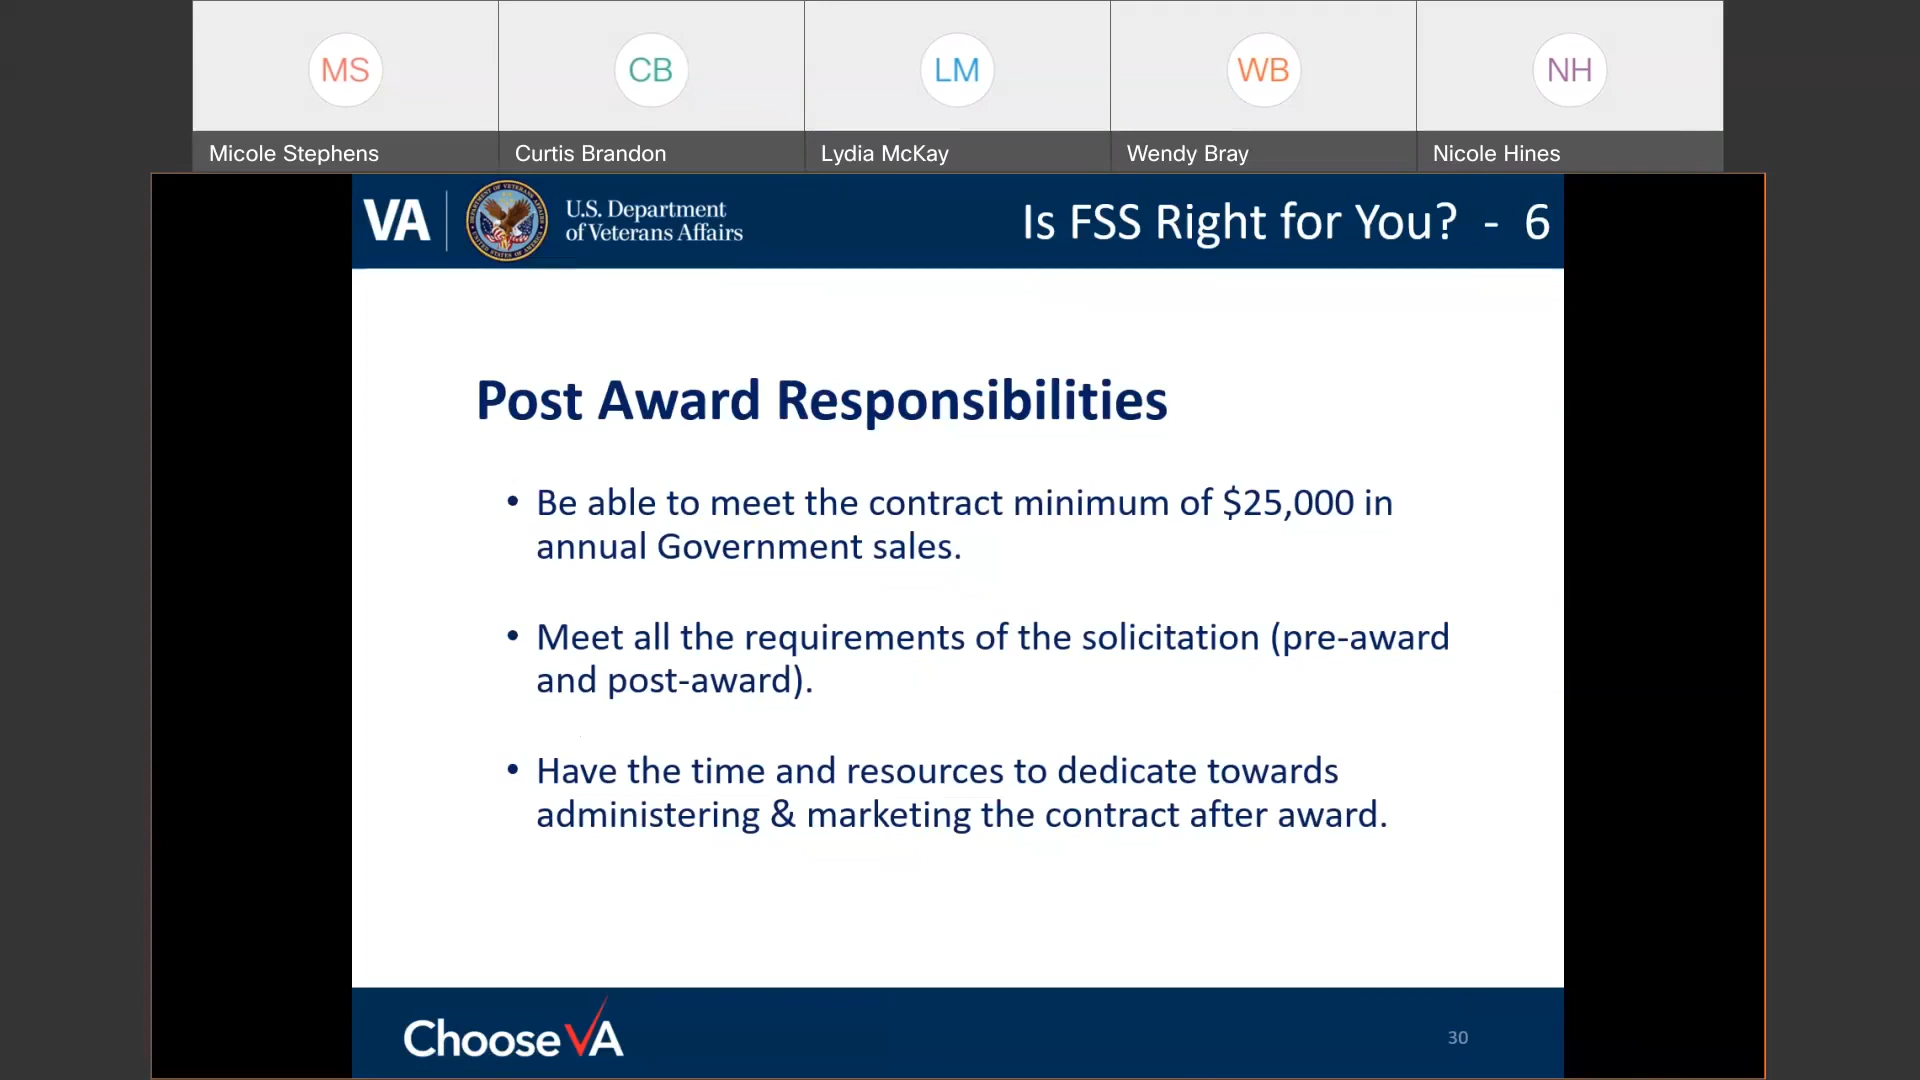 MS
CB
LM
WB
NH
Micole Stephens
Curtis Brandon
Lydia McKay
Wendy Bray
Nicole Hines
VA
U.S. Department
of Veterans Affairs
Is FSS Right for You? - 6
Post Award Responsibilities
• Be able to meet the contract minimum of $25,000 in
annual Government sales.
• Meet all the requirements of the solicitation (pre-award
and post-award).
• Have the time and resources to dedicate towards
administering & marketing the contract after award.
Choose VA
30